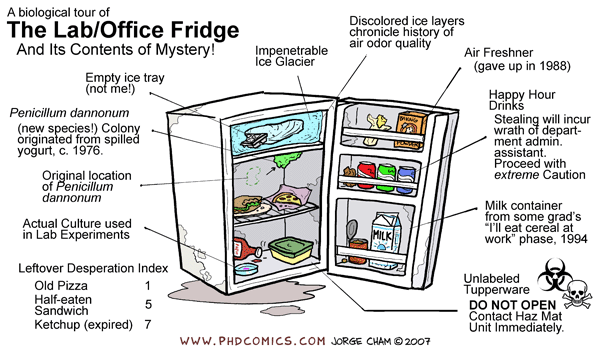 A biological tour of
The Lab/Office Fridge
And Its Contents of Mystery!
Discolored ice layers
chronicle history of
air odor quality
Impenetrable
Ice Glacier
Air Freshner
(gave up in 1988)
Empty ice tray
(not me!)
Happy Hour
Drinks
Stealing will incur
wrath of depart-
ment admin.
assistant.
Proceed with
extreme Caution
Penicillum dannonum
(new species!) Colony
originated from spilled
yogurt, c. 1976.
Original location
of Penicillum
dannonum
Milk container
from some grad's
"I'll eat cereal at
work" phase, 1994
MILK
Actual Culture used
in Lab Experiments
Leftover Desperation Index
Old Pizza 1
Half-eaten
Sandwich 5
Ketchup (expired) 7
Unlabeled
Tupperware
DO NOT OPEN
Contact Haz Mat
Unit Immediately.
WWW.PHDCOMICS.COM JORGE CHAM ©2007